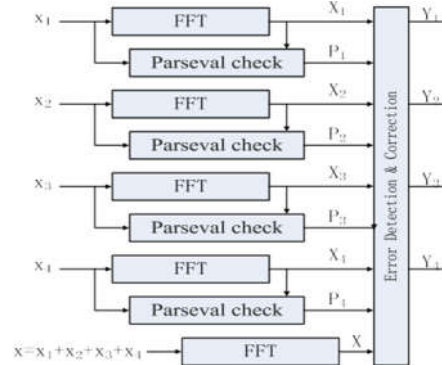 x₁ FFT X₁ Y₁
Parseval check P₁
x₂ FFT X₂ Y₂
Parseval check P₂
x₃ FFT X₃ Y₃
Parseval check P₃
x₄ FFT X₄ Y₄
Parseval check P₄
x=x₁+x₂+x₃+x₄ FFT X
Error Detection & Correction